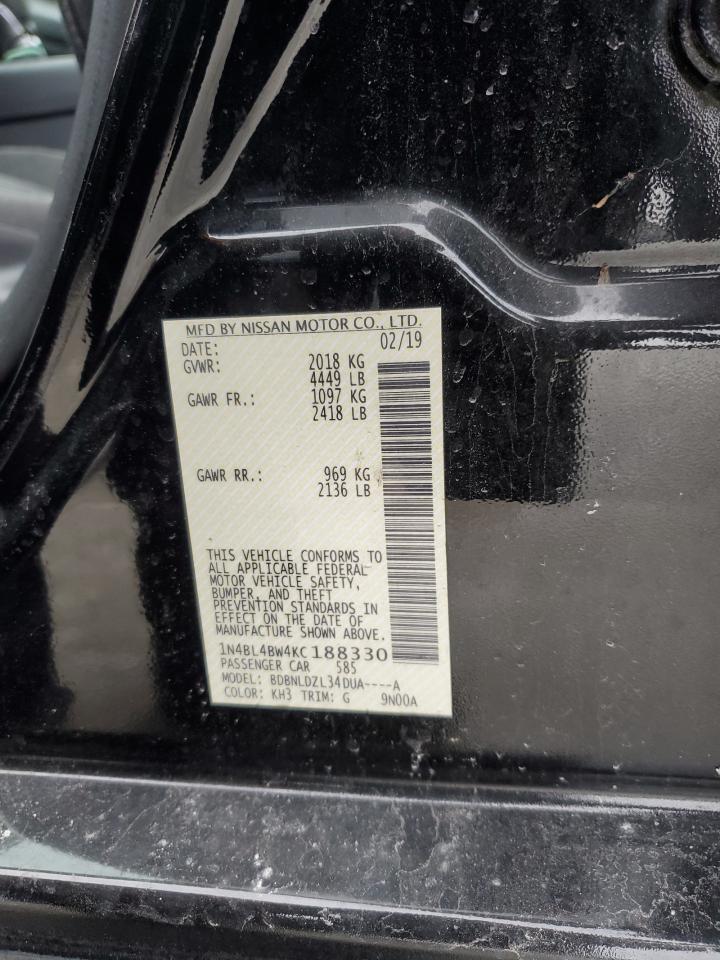 MFD BY NISSAN MOTOR CO., LTD.
DATE: 02/19
GVWR: 2018 KG
4449 LB
GAWR FR.: 1097 KG
2418 LB
GAWR RR.: 969 KG
2136 LB
THIS VEHICLE CONFORMS TO
ALL APPLICABLE FEDERAL
MOTOR VEHICLE SAFETY,
BUMPER, AND THEFT
PREVENTION STANDARDS IN
EFFECT ON THE DATE OF
MANUFACTURE SHOWN ABOVE.
1N4BL4BW4KC188330
PASSENGER CAR 585
MODEL: BDBNLDZL34DUA----A
COLOR: KH3 TRIM: G 9N00A